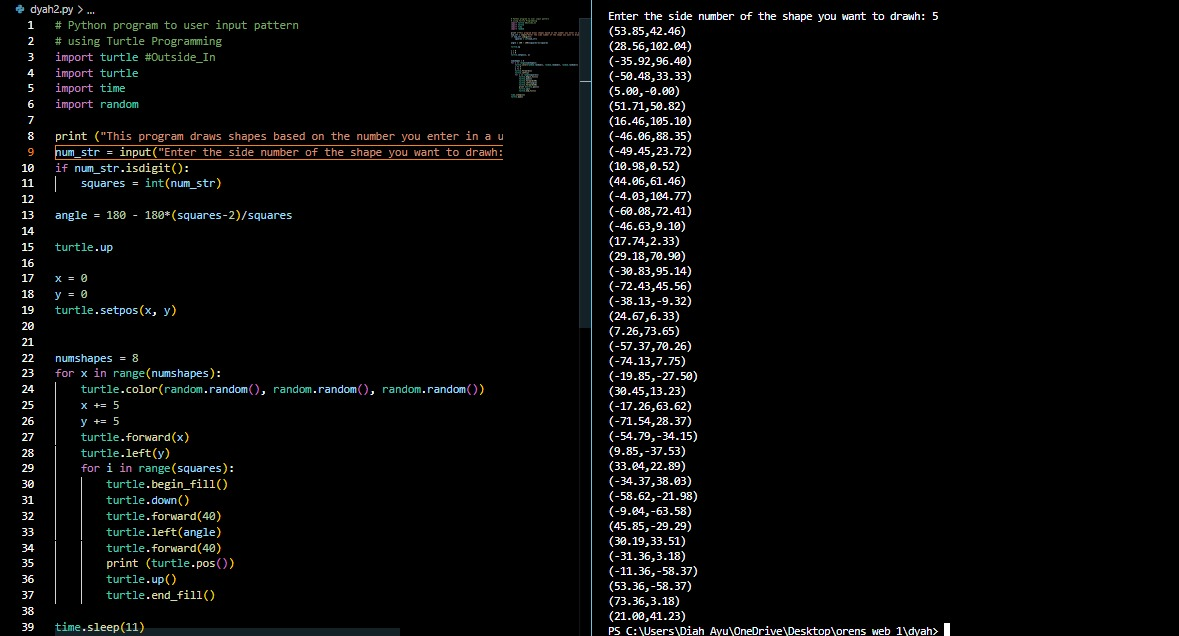 dyah2.py > ...
1 # Python program to user input pattern
2 # using Turtle Programming
3 import turtle #Outside_In
4 import turtle
5 import time
6 import random
7
8 print ("This program draws shapes based on the number you enter in a u
9 num_str = input("Enter the side number of the shape you want to drawh:
10 if num_str.isdigit():
11 squares = int(num_str)
12
13 angle = 180 - 180*(squares-2)/squares
14
15 turtle.up
16
17 x = 0
18 y = 0
19 turtle.setpos(x, y)
20
21
22 numshapes = 8
23 for x in range(numshapes):
24 turtle.color(random.random(), random.random(), random.random())
25 x += 5
26 y += 5
27 turtle.forward(x)
28 turtle.left(y)
29 for i in range(squares):
30 turtle.begin_fill()
31 turtle.down()
32 turtle.forward(40)
33 turtle.left(angle)
34 turtle.forward(40)
35 print (turtle.pos())
36 turtle.up()
37 turtle.end_fill()
38
39 time.sleep(11)
Enter the side number of the shape you want to drawh: 5
(53.85,42.46)
(28.56,102.04)
(-35.92,96.40)
(-50.48,33.33)
(5.00,-0.00)
(51.71,50.82)
(16.46,105.10)
(-46.06,88.35)
(-49.45,23.72)
(10.98,0.52)
(44.06,61.46)
(-4.03,104.77)
(-60.08,72.41)
(-46.63,9.10)
(17.74,2.33)
(29.18,70.90)
(-30.83,95.14)
(-72.43,45.56)
(-38.13,-9.32)
(24.67,6.33)
(7.26,73.65)
(-57.37,70.26)
(-74.13,7.75)
(-19.85,-27.50)
(30.45,13.23)
(-17.26,63.62)
(-71.54,28.37)
(-54.79,-34.15)
(9.85,-37.53)
(33.04,22.89)
(-34.37,38.03)
(-58.62,-21.98)
(-9.04,-63.58)
(45.85,-29.29)
(30.19,33.51)
(-31.36,3.18)
(-11.36,-58.37)
(53.36,-58.37)
(73.36,3.18)
(21.00,41.23)
PS C:\Users\Diah Ayu\OneDrive\Desktop\orens web 1\dyah>